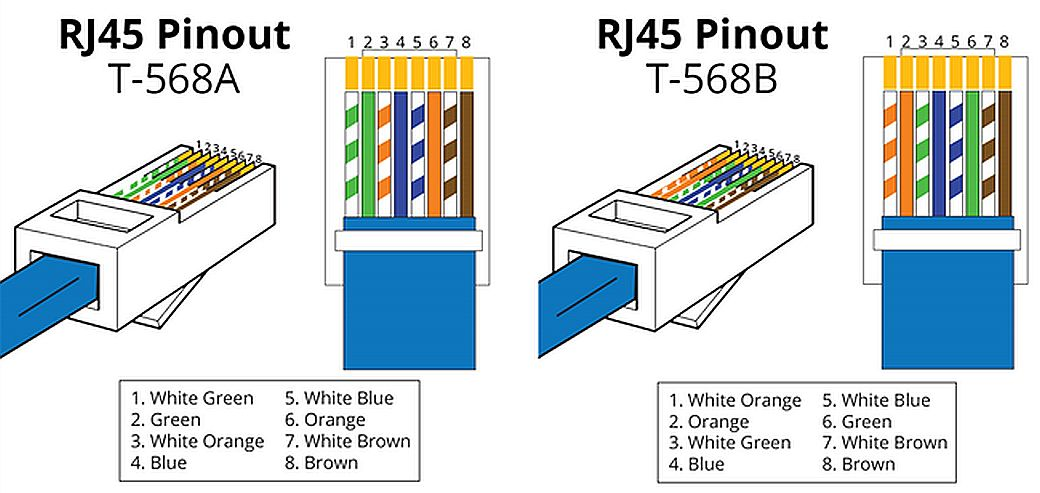 RJ45 Pinout
T-568A
1 2 3 4 5 6 7 8
1 2 3 4 5 6 7 8
1. White Green
2. Green
3. White Orange
4. Blue
5. White Blue
6. Orange
7. White Brown
8. Brown
RJ45 Pinout
T-568B
1 2 3 4 5 6 7 8
1 2 3 4 5 6 7 8
1. White Orange
2. Orange
3. White Green
4. Blue
5. White Blue
6. Green
7. White Brown
8. Brown